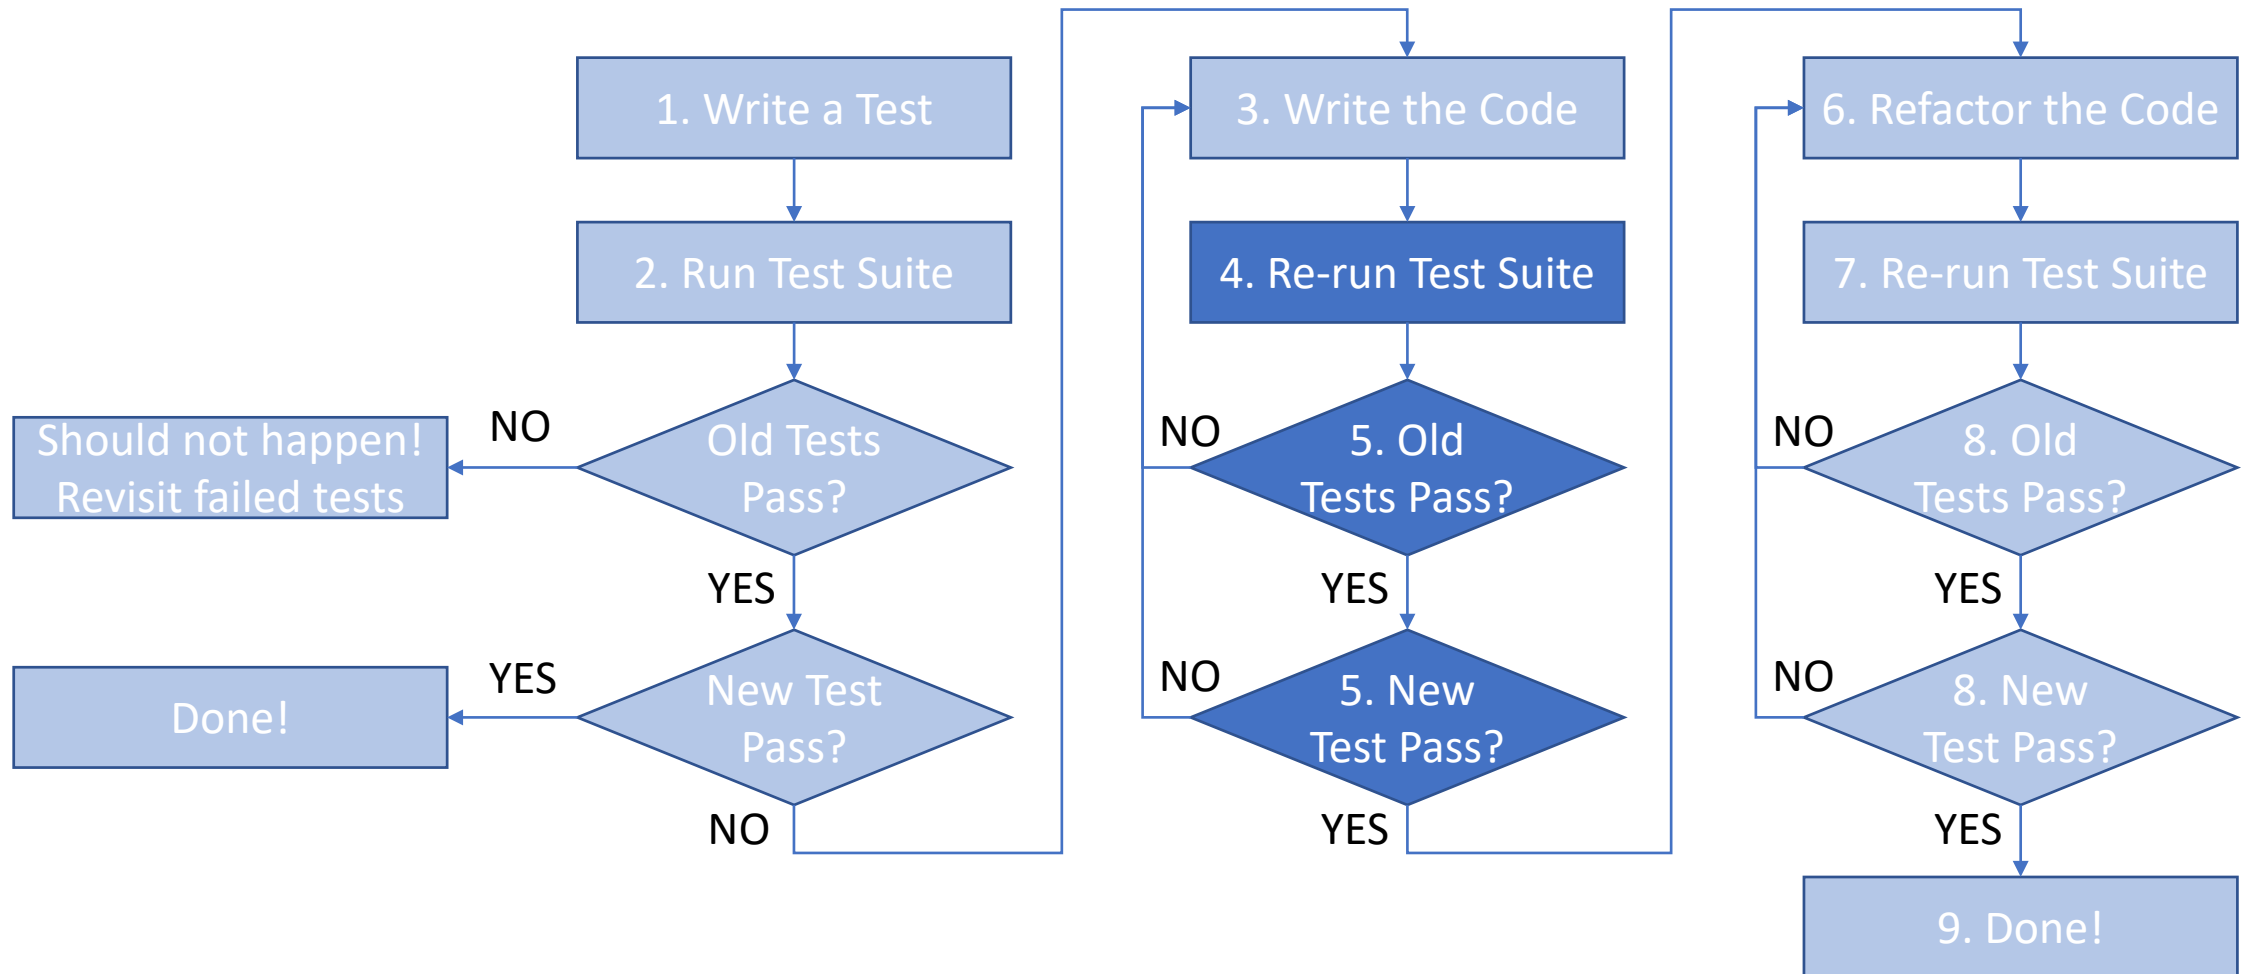 1. Write a Test
2. Run Test Suite
Old Tests
Pass?
NO
Should not happen!
Revisit failed tests
YES
New Test
Pass?
YES
Done!
NO
3. Write the Code
4. Re-run Test Suite
5. Old
Tests Pass?
NO
YES
5. New
Test Pass?
NO
YES
6. Refactor the Code
7. Re-run Test Suite
8. Old
Tests Pass?
NO
YES
8. New
Test Pass?
NO
YES
9. Done!